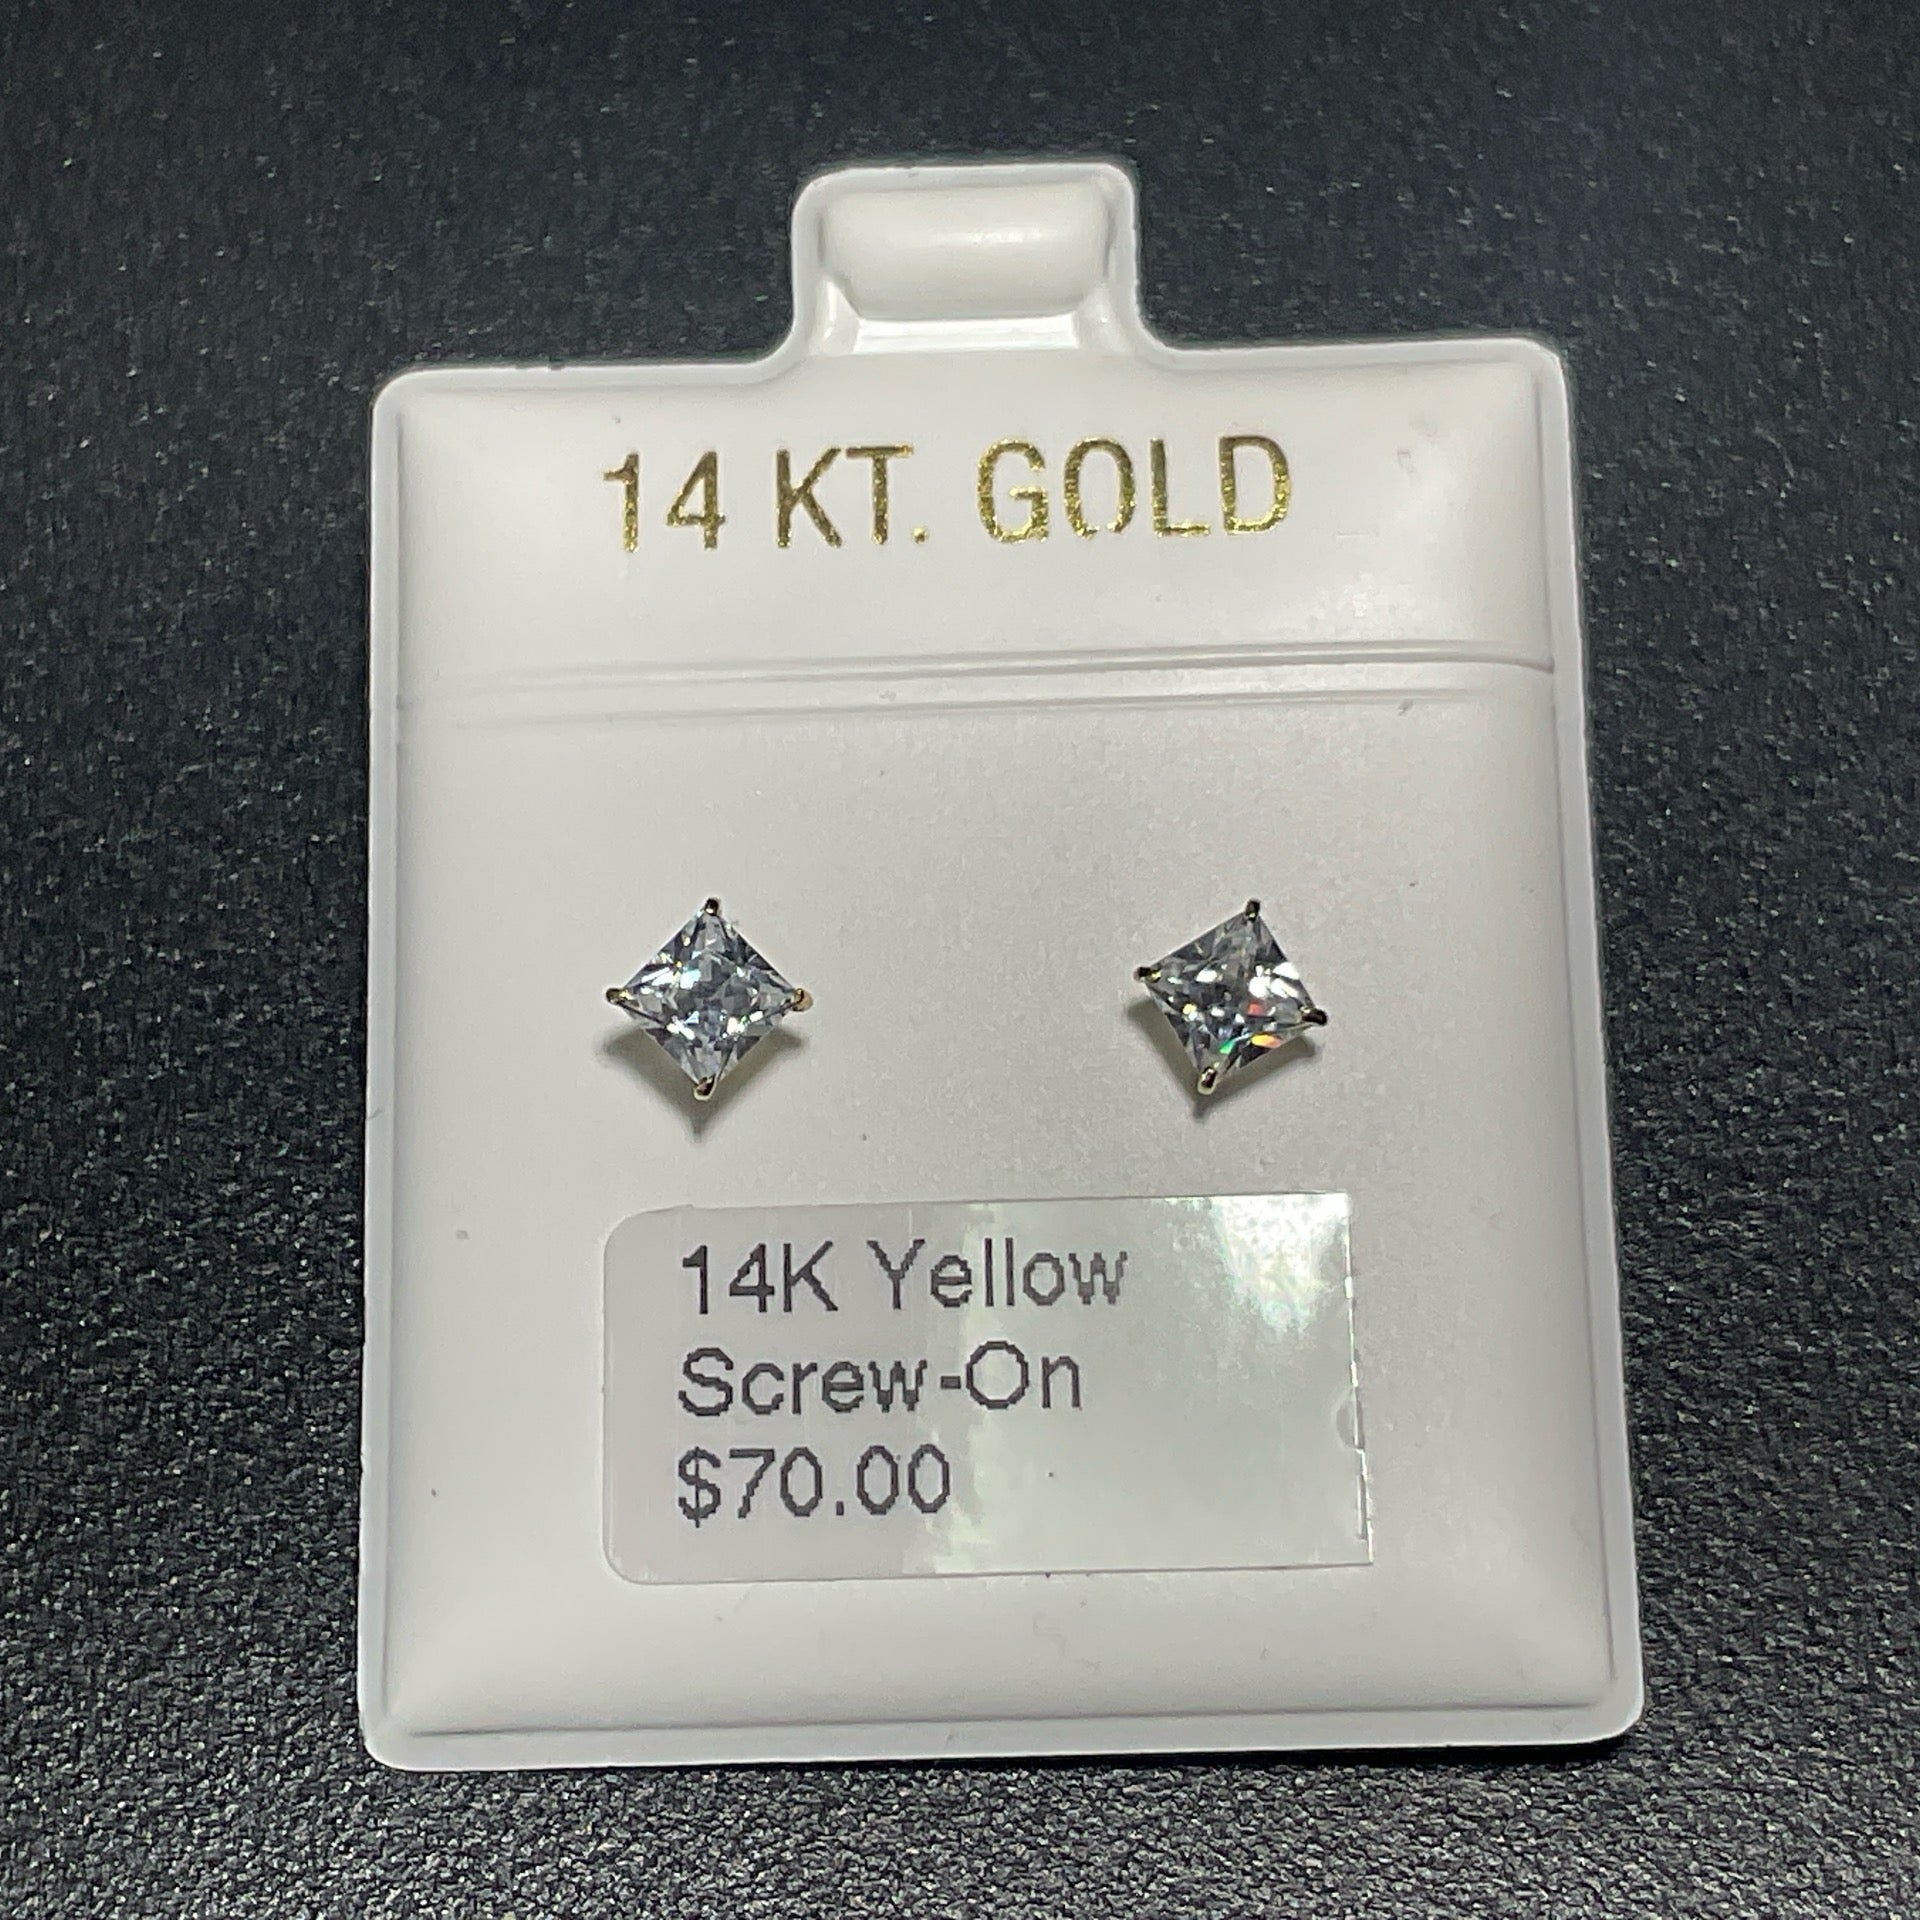 14 KT. GOLD
14K Yellow
Screw-On
$70.00